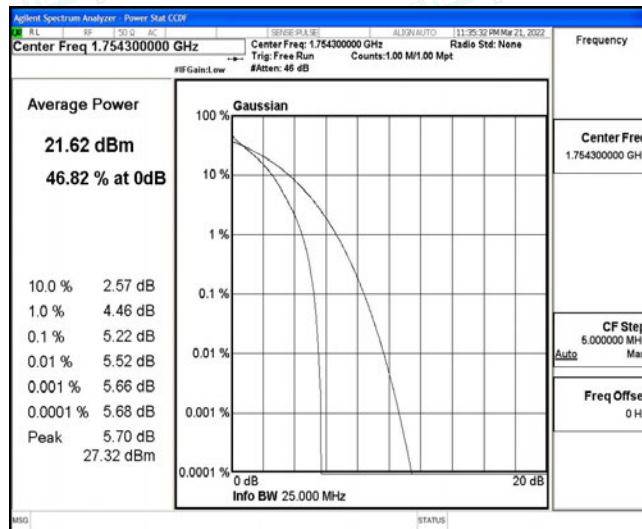 Agilent Spectrum Analyzer - Power Stat CCDF
RL RF 50 Ω AC SENSE:PULSE ALIGN AUTO 11:35:32 PM Mar 21, 2022
Center Freq 1.754300000 GHz
Center Freq: 1.754300000 GHz Radio Std: None
Trig: Free Run Counts:1.00 M/1.00 Mpt
#IFGain:Low #Atten: 46 dB
Frequency
Average Power
21.62 dBm
46.82 % at 0dB
10.0 % 2.57 dB
1.0 % 4.46 dB
0.1 % 5.22 dB
0.01 % 5.52 dB
0.001 % 5.66 dB
0.0001 % 5.68 dB
Peak 5.70 dB
27.32 dBm
Gaussian
100 %
10 %
1 %
0.1 %
0.01 %
0.001 %
0.0001 %
0 dB 20 dB
Info BW 25.000 MHz
Center Fre
1.754300000 GH
CF Step
5.000000 MH
Auto Ma
Freq Offse
0 H
MSG STATUS